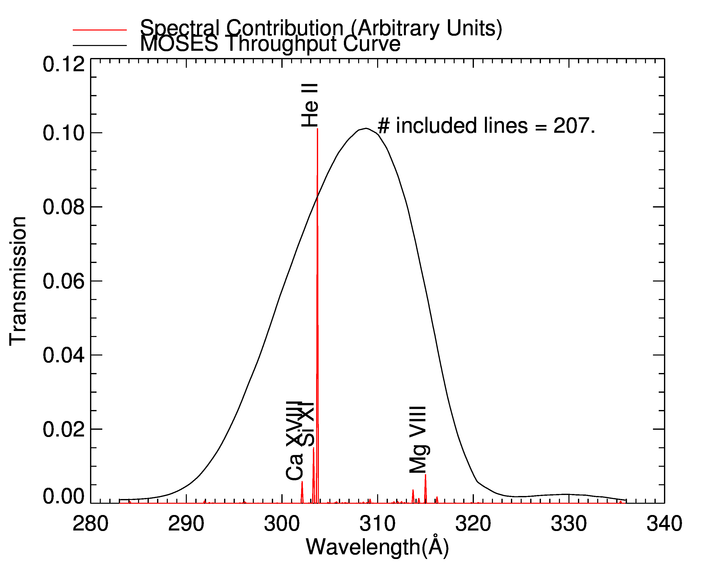 Spectral Contribution (Arbitrary Units)
MOSES Throughput Curve
0.12
0.10
0.08
0.06
0.04
0.02
0.00
Transmission
He II
# included lines = 207.
Ca XVIII
Si XI
Mg VIII
280 290 300 310 320 330 340
Wavelength(Å)